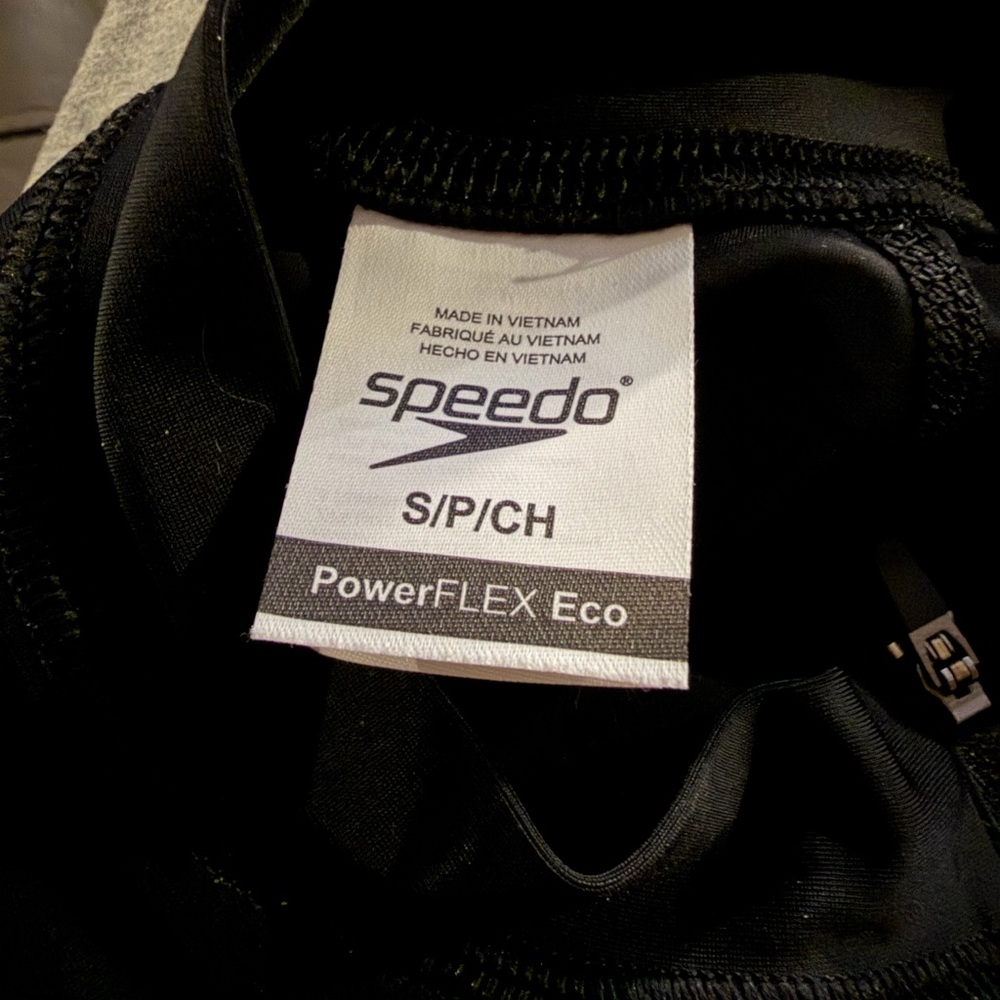 MADE IN VIETNAM
FABRIQUÉ AU VIETNAM
HECHO EN VIETNAM
speedo®
S/P/CH
PowerFLEX Eco